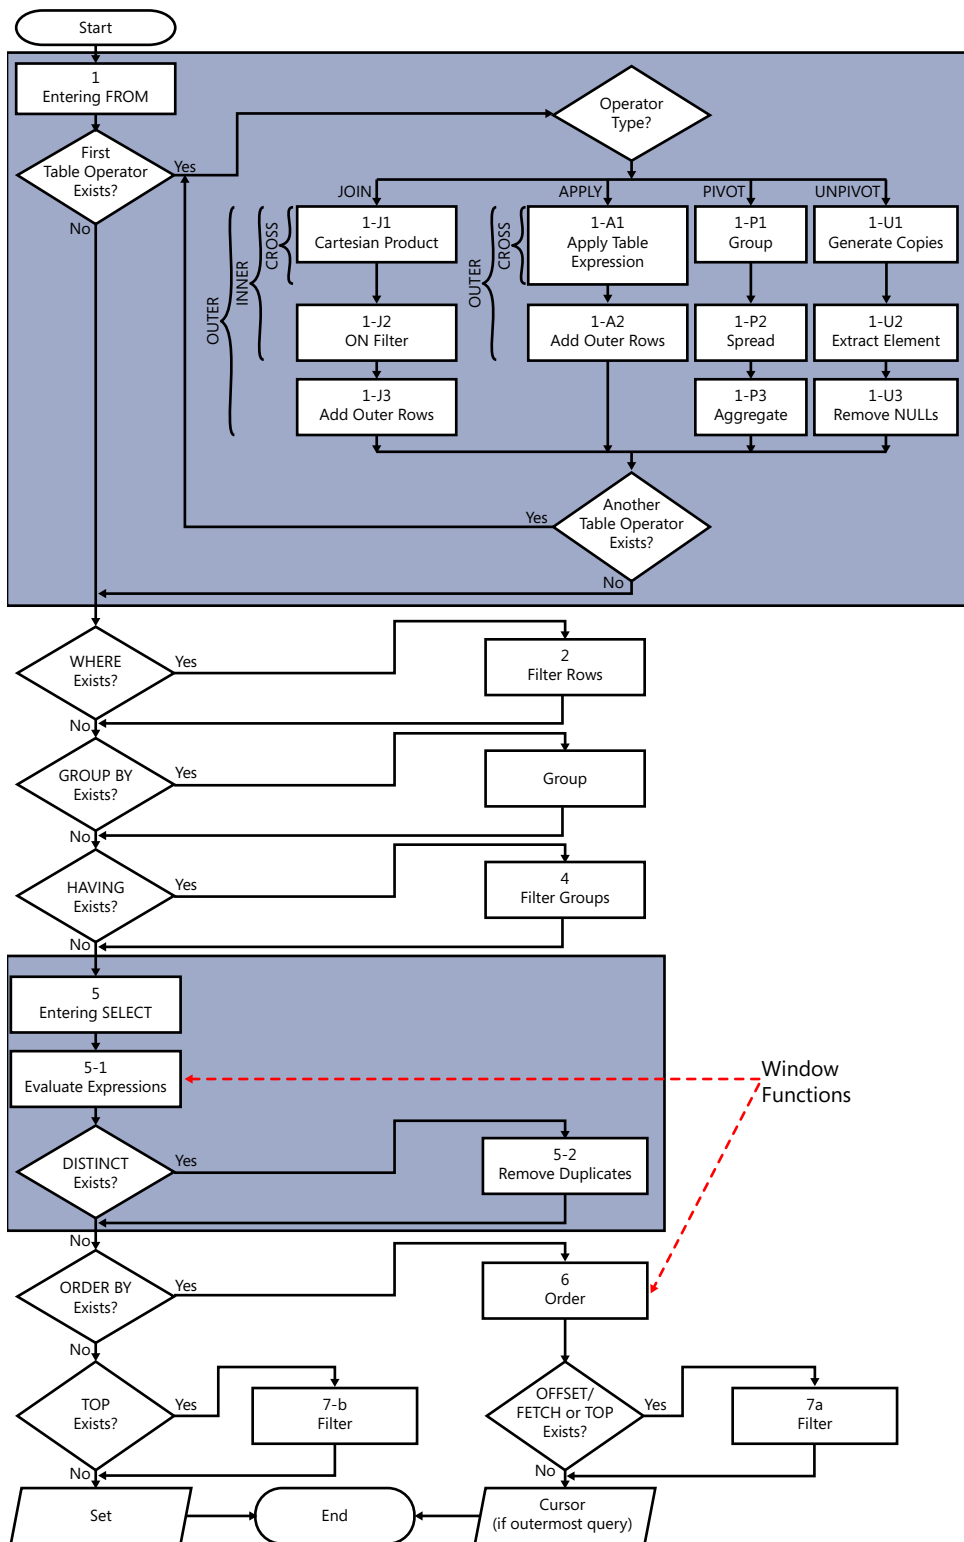 Start
1
Entering FROM
First
Table Operator
Exists?
Yes
No
Operator
Type?
JOIN
APPLY
PIVOT
UNPIVOT
OUTER
INNER
CROSS
1-J1
Cartesian Product
1-J2
ON Filter
1-J3
Add Outer Rows
OUTER
CROSS
1-A1
Apply Table
Expression
1-A2
Add Outer Rows
1-P1
Group
1-P2
Spread
1-P3
Aggregate
1-U1
Generate Copies
1-U2
Extract Element
1-U3
Remove NULLs
Another
Table Operator
Exists?
Yes
No
WHERE
Exists?
Yes
No
2
Filter Rows
GROUP BY
Exists?
Yes
No
Group
HAVING
Exists?
Yes
No
4
Filter Groups
5
Entering SELECT
5-1
Evaluate Expressions
Window
Functions
DISTINCT
Exists?
Yes
No
5-2
Remove Duplicates
ORDER BY
Exists?
Yes
No
6
Order
TOP
Exists?
Yes
No
7-b
Filter
OFFSET/
FETCH or TOP
Exists?
Yes
No
7a
Filter
Set
End
Cursor
(if outermost query)